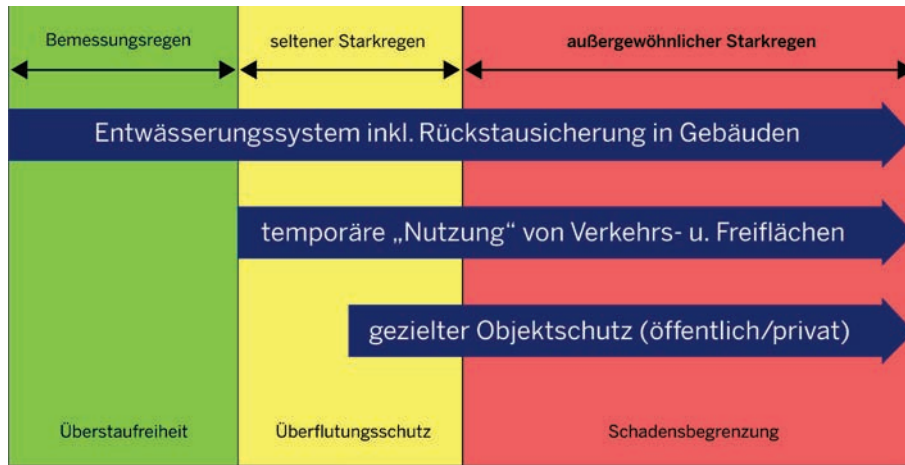 Bemessungsregen
seltener Starkregen
außergewöhnlicher Starkregen
Entwässerungssystem inkl. Rückstausicherung in Gebäuden
temporäre „Nutzung“ von Verkehrs- u. Freiflächen
gezielter Objektschutz (öffentlich/privat)
Überstaufreiheit
Überflutungsschutz
Schadensbegrenzung